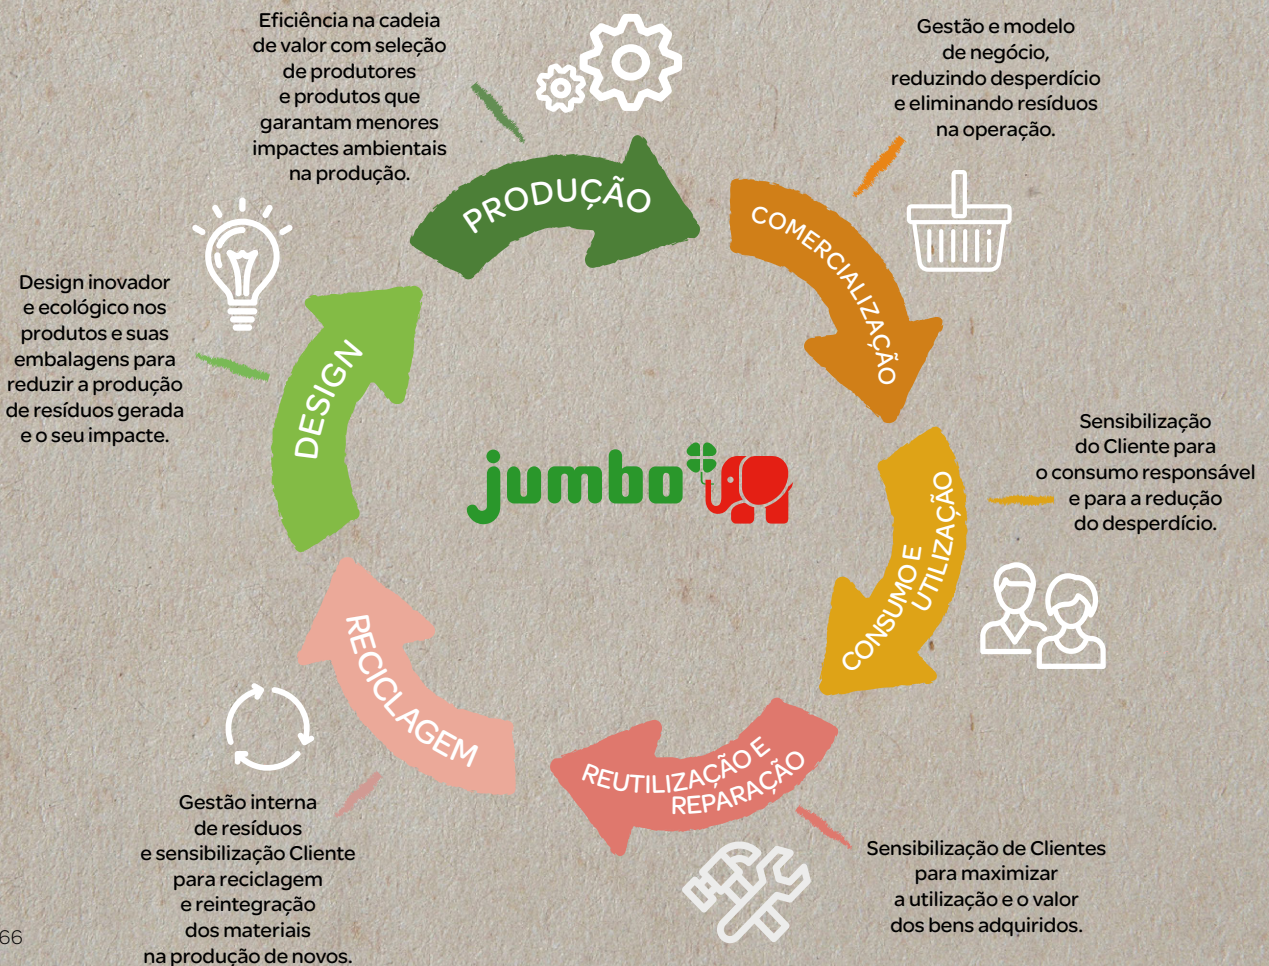 Eficiência na cadeia
de valor com seleção
de produtores
e produtos que
garantam menores
impactes ambientais
na produção.
PRODUÇÃO
Gestão e modelo
de negócio,
reduzindo desperdício
e eliminando resíduos
na operação.
COMERCIALIZAÇÃO
Sensibilização
do Cliente para
o consumo responsável
e para a redução
do desperdício.
CONSUMO E
UTILIZAÇÃO
Sensibilização de Clientes
para maximizar
a utilização e o valor
dos bens adquiridos.
REUTILIZAÇÃO E
REPARAÇÃO
Gestão interna
de resíduos
e sensibilização Cliente
para reciclagem
e reintegração
dos materiais
na produção de novos.
RECICLAGEM
Design inovador
e ecológico nos
produtos e suas
embalagens para
reduzir a produção
de resíduos gerada
e o seu impacte.
DESIGN
jumbo
66